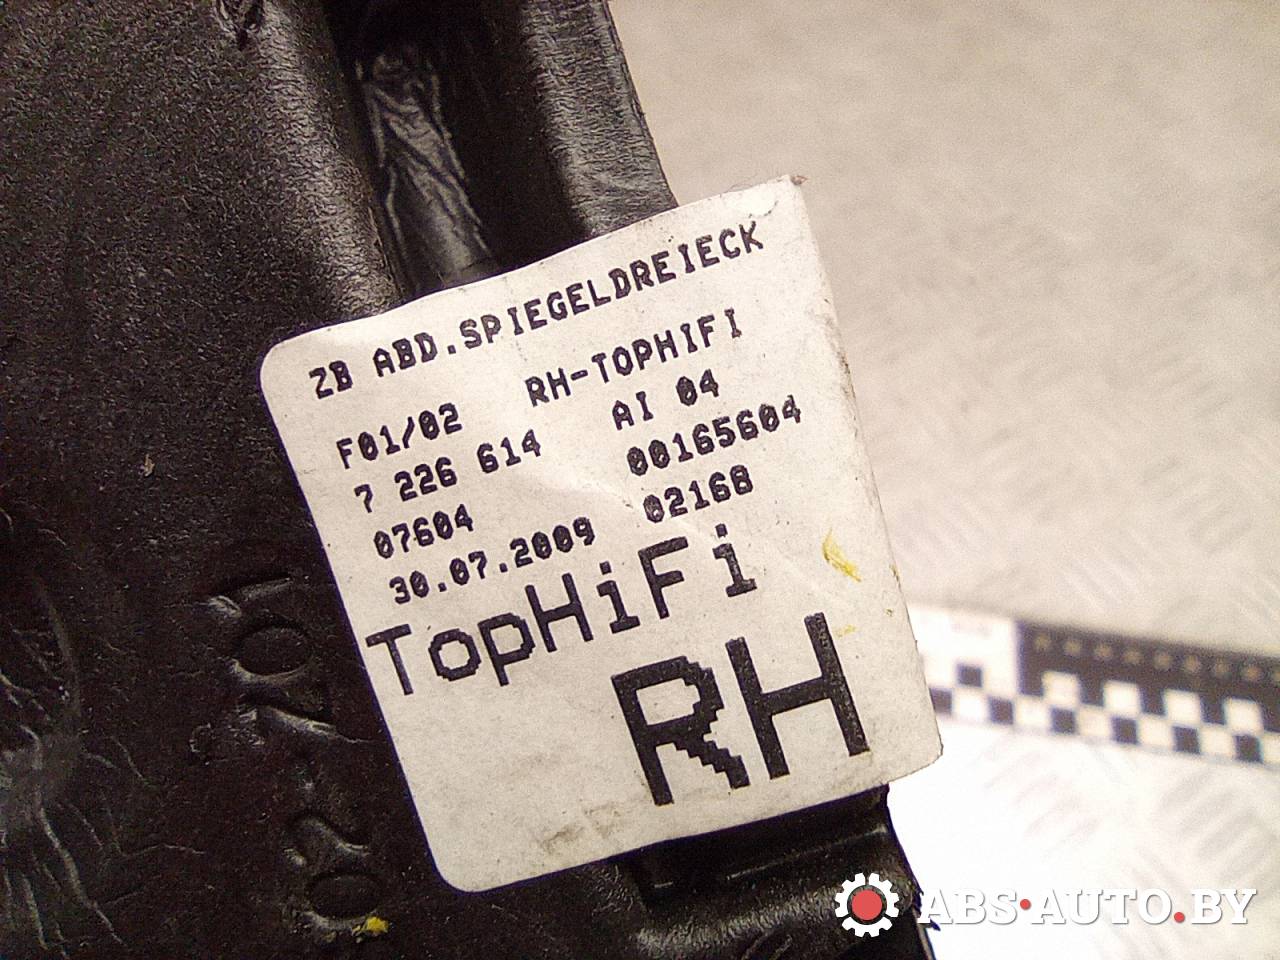 ZB ABD.SPIEGELDREIECK
F01/02 RH-TOPHIFI
7 226 614 AI 04
07604 00165604
30.07.2009 02168
TopHiFi
RH
ABS·AUTO.BY